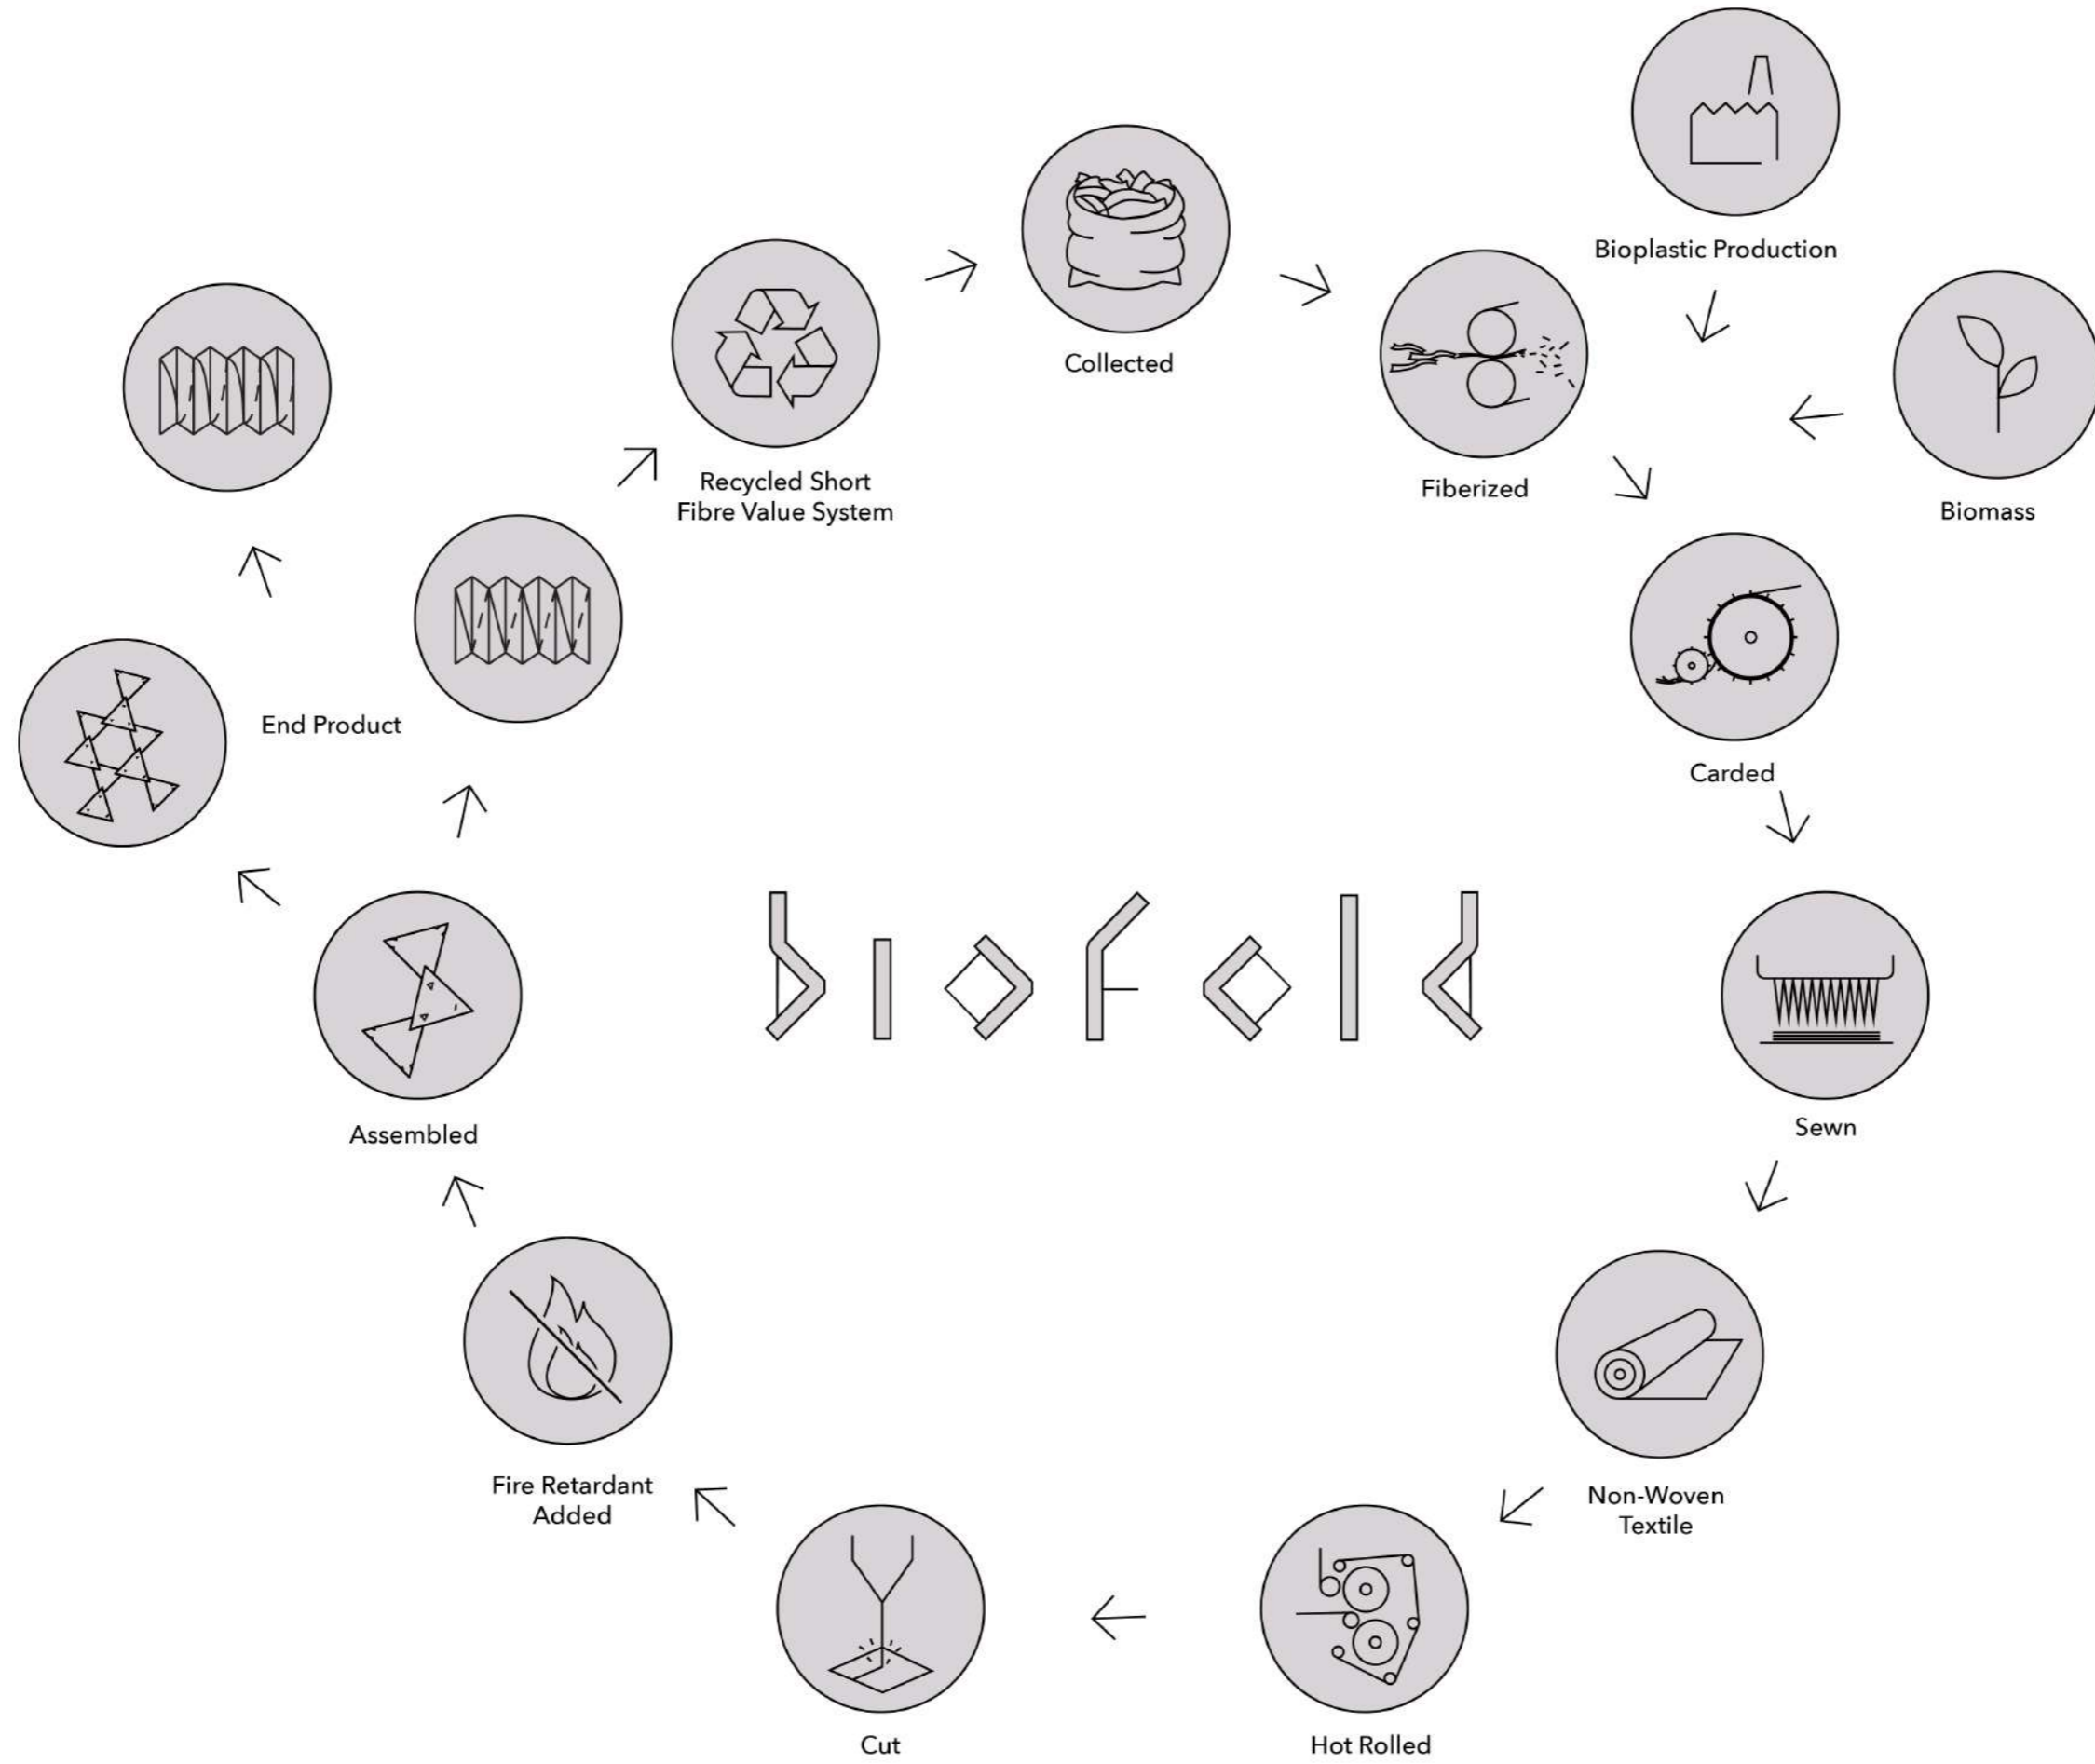 Bioplastic Production
Collected
Recycled Short
Fibre Value System
Fiberized
Biomass
End Product
Carded
Assembled
Sewn
Fire Retardant
Added
Non-Woven
Textile
Cut
Hot Rolled